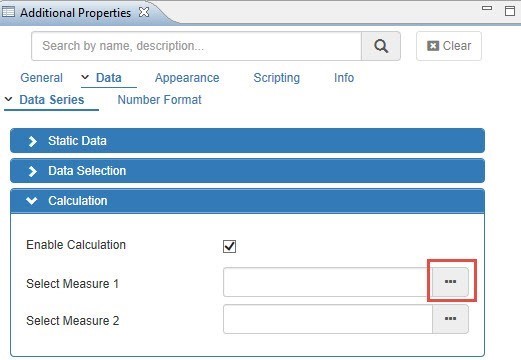 Additional Properties
Search by name, description... Clear
General Data Appearance Scripting Info
Data Series Number Format
Static Data
Data Selection
Calculation
Enable Calculation
Select Measure 1 ...
Select Measure 2 ...